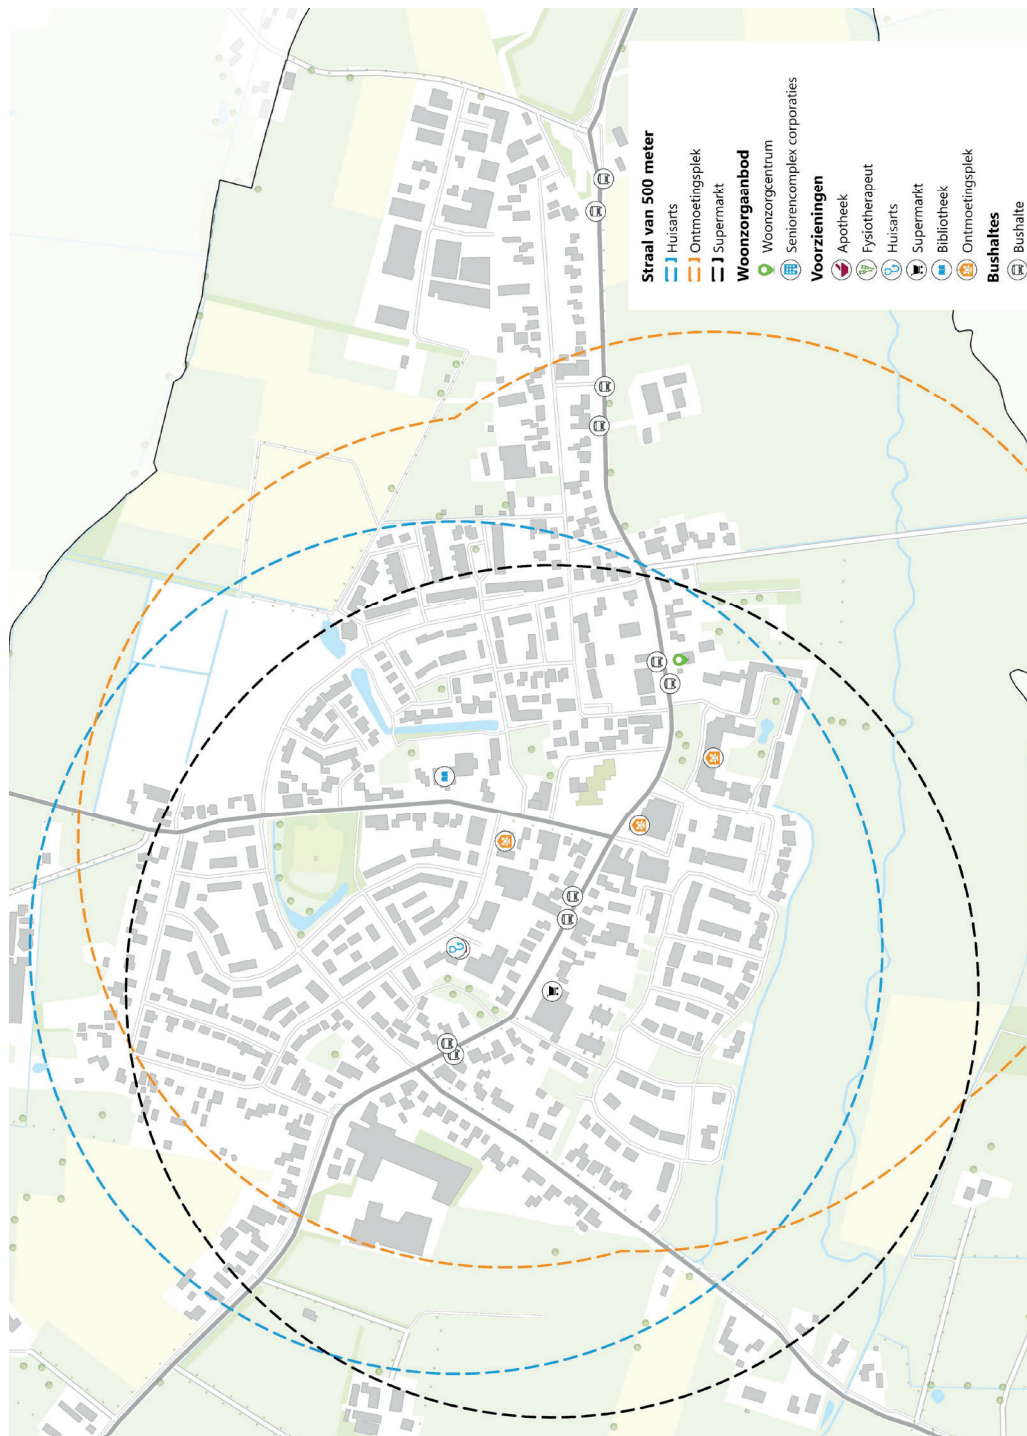 Straal van 500 meter
Huisarts
Ontmoetingsplek
Supermarkt
Woonzorgaanbod
Woonzorgcentrum
Seniorencomplex corporaties
Voorzieningen
Apotheek
Fysiotherapeut
Huisarts
Supermarkt
Bibliotheek
Ontmoetingsplek
Bushaltes
Bushalte